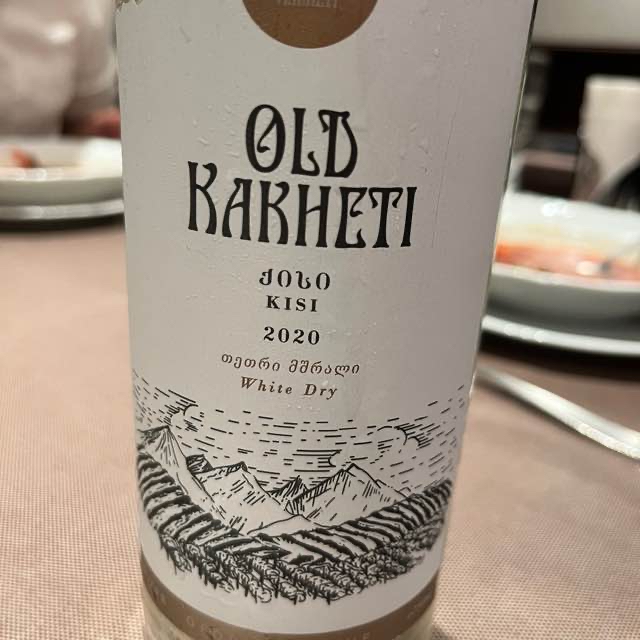 OLD
KAKHETI
ქისი
KISI
2020
თეთრი მშრალი
White Dry